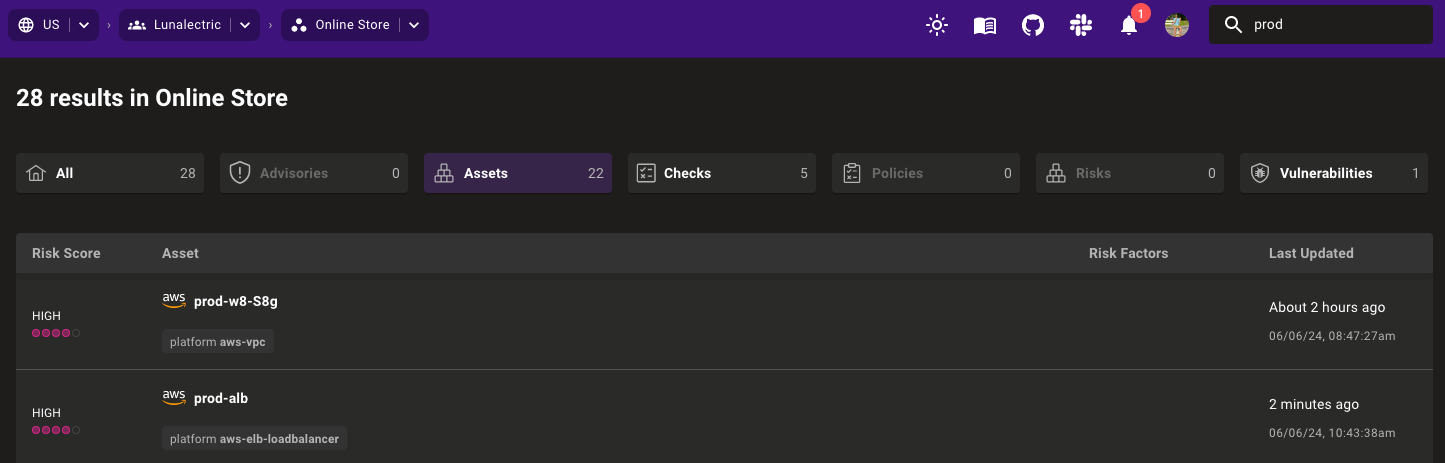 US › Lunalectric › Online Store 1 prod
28 results in Online Store
All 28 Advisories 0 Assets 22 Checks 5 Policies 0 Risks 0 Vulnerabilities 1
Risk Score Asset Risk Factors Last Updated
aws prod-w8-S8g
About 2 hours ago
HIGH
06/06/24, 08:47:27am
platform aws-vpc
aws prod-alb
2 minutes ago
HIGH
06/06/24, 10:43:38am
platform aws-elb-loadbalancer